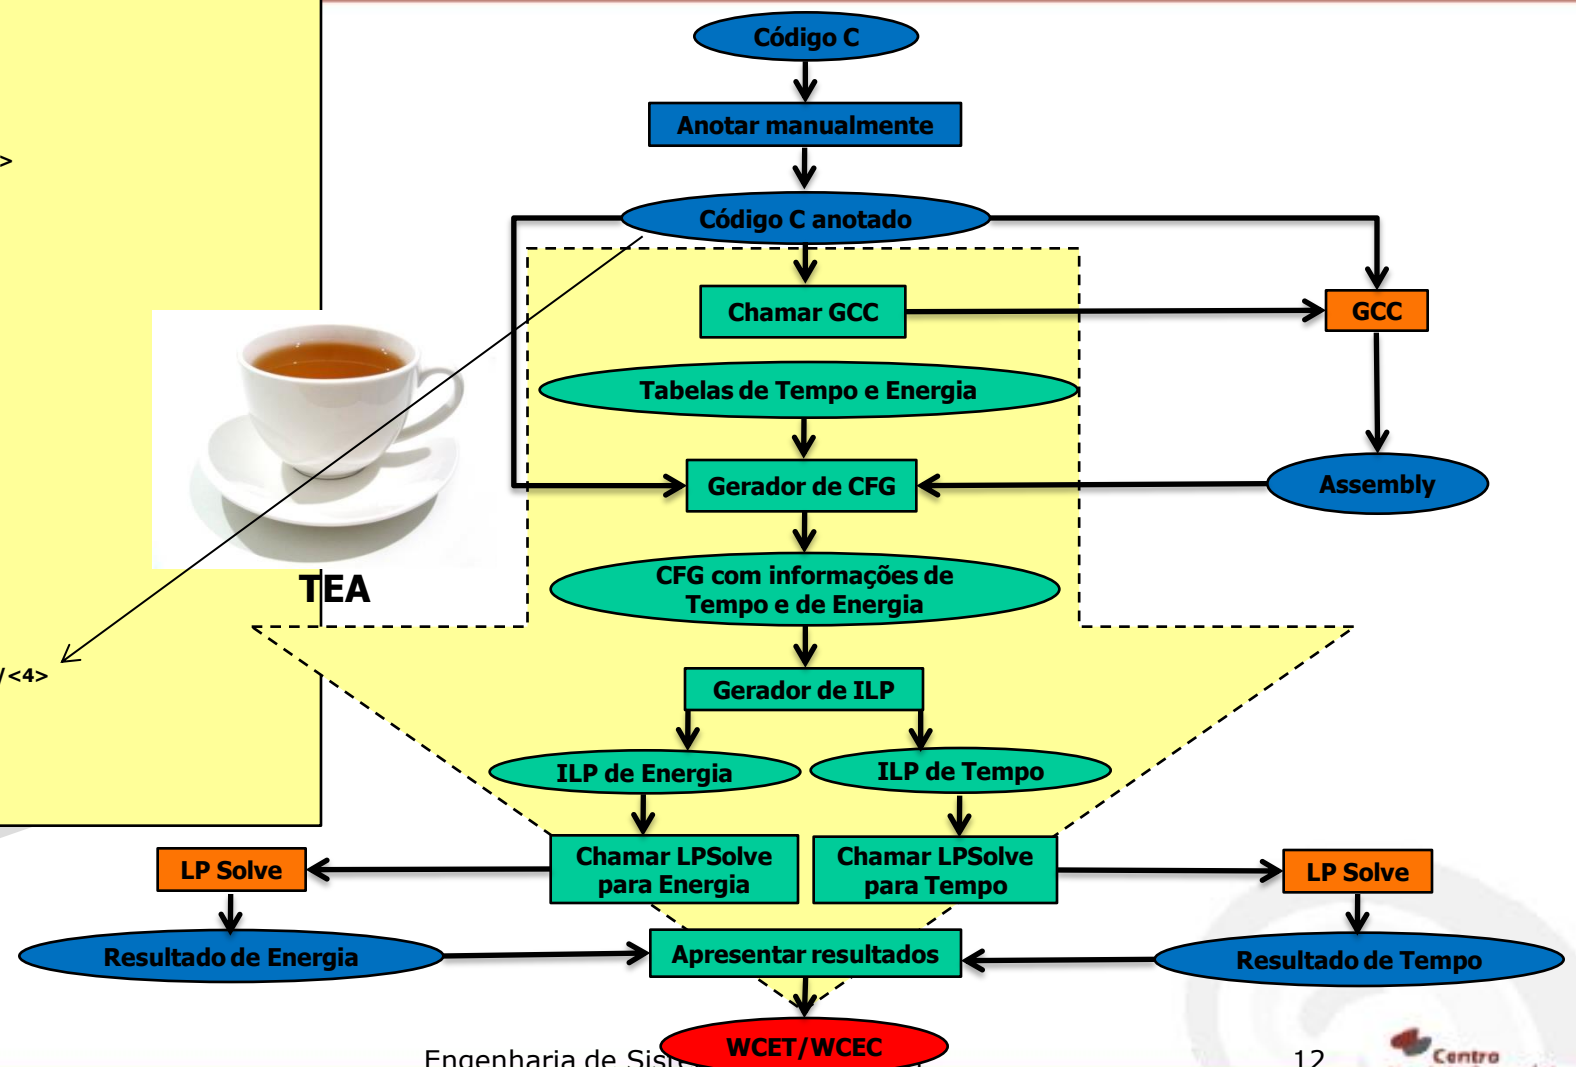 Código C
Anotar manualmente
>
Código C anotado
Chamar GCC
GCC
Tabelas de Tempo e Energia
Gerador de CFG
Assembly
CFG com informações de
Tempo e de Energia
TEA
/<4>
Gerador de ILP
ILP de Energia
ILP de Tempo
Chamar LPSolve
para Energia
Chamar LPSolve
para Tempo
LP Solve
LP Solve
Resultado de Energia
Apresentar resultados
Resultado de Tempo
WCET/WCEC
Engenharia de
12
Centro